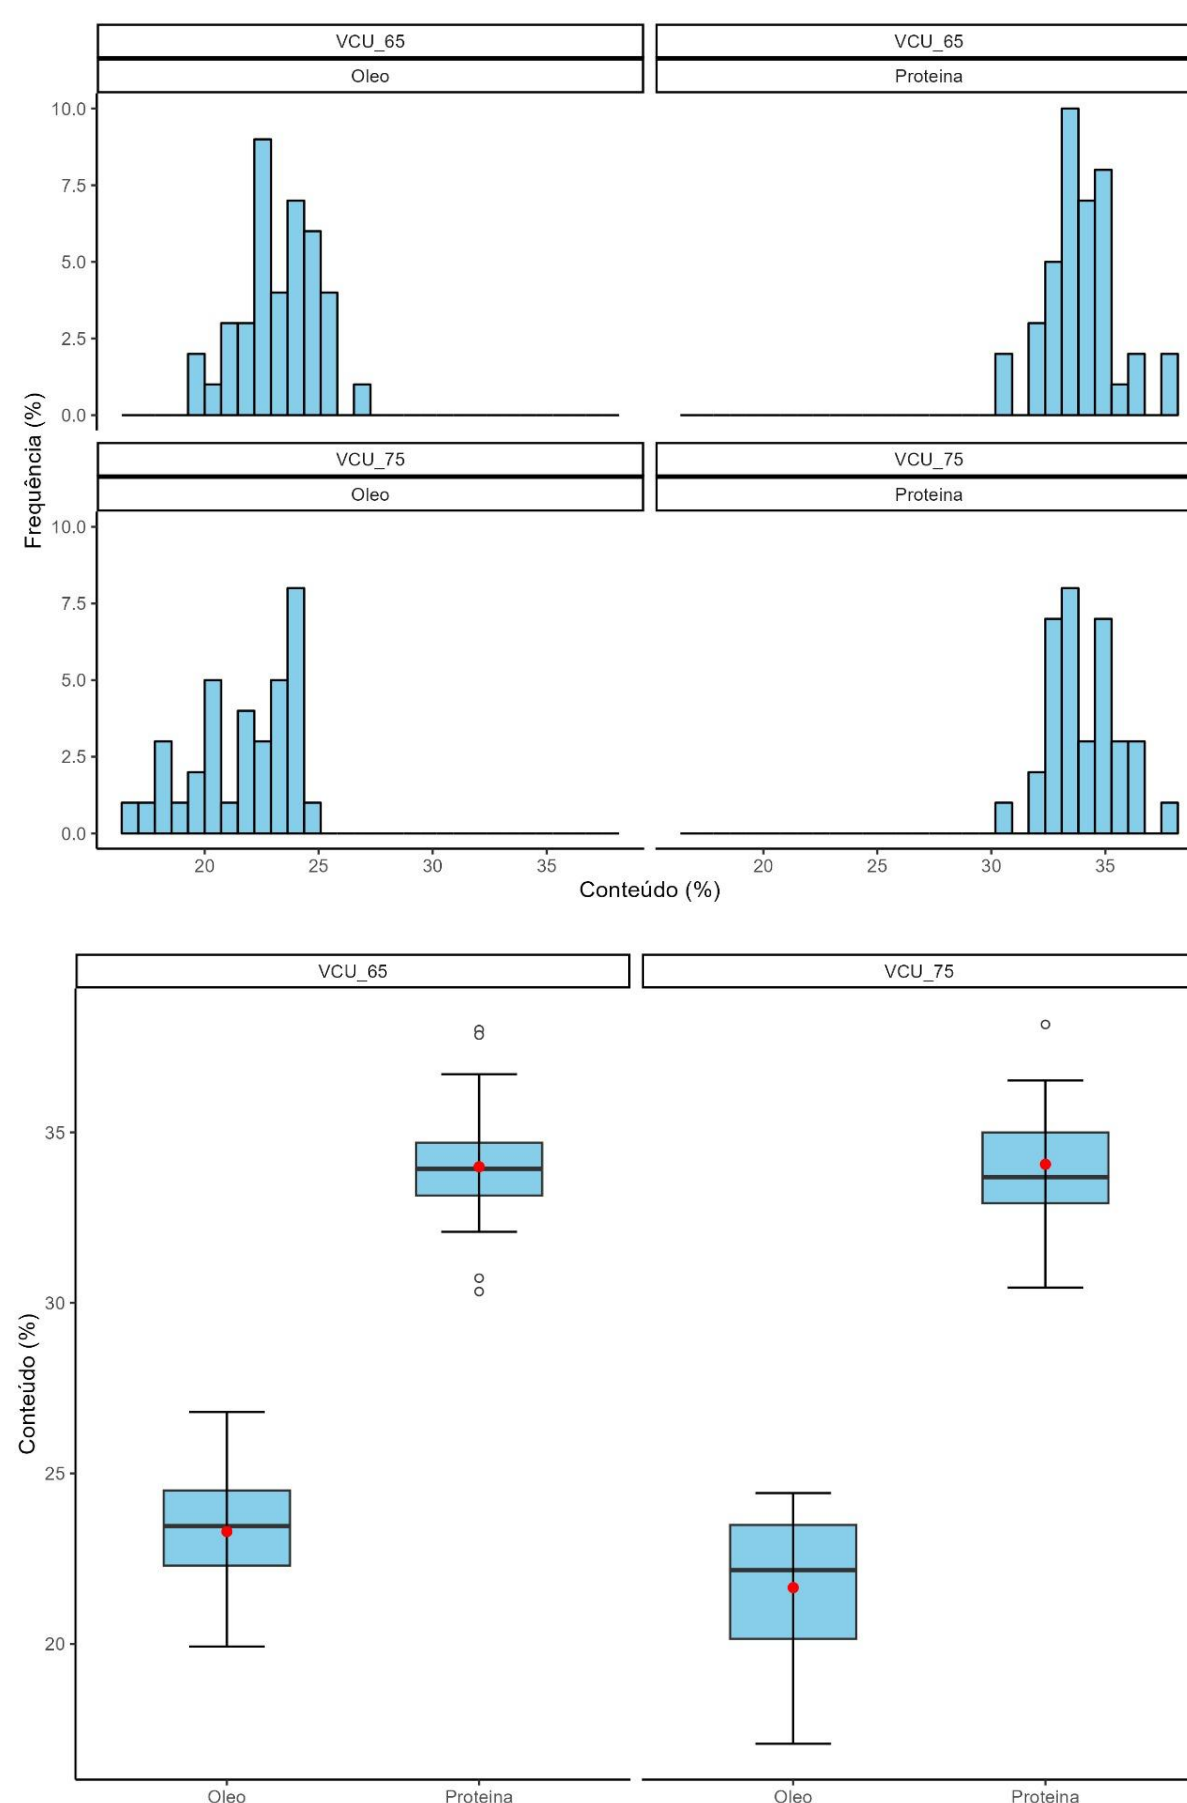 VCU_65 VCU_65
Oleo Proteina
10.0
7.5
5.0
2.5
0.0
VCU_75 VCU_75
Oleo Proteina
10.0
7.5
5.0
2.5
0.0
20 25 30 35 20 25 30 35
Frequência (%)
Conteúdo (%)
VCU_65 VCU_75
35
30
25
20
Conteúdo (%)
Oleo Proteina Oleo Proteina